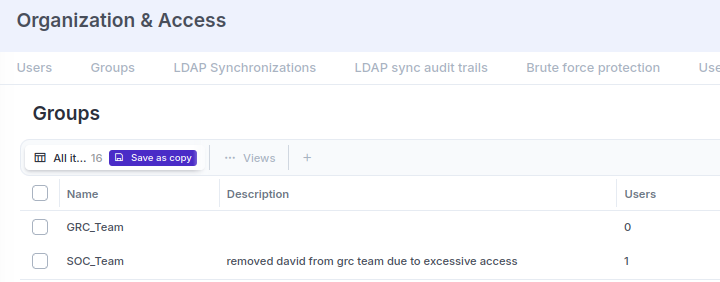 Organization & Access
Users Groups LDAP Synchronizations LDAP sync audit trails Brute force protection Use
Groups
All it... 16 Save as copy ··· Views +
Name Description Users
GRC_Team 0
SOC_Team removed david from grc team due to excessive access 1